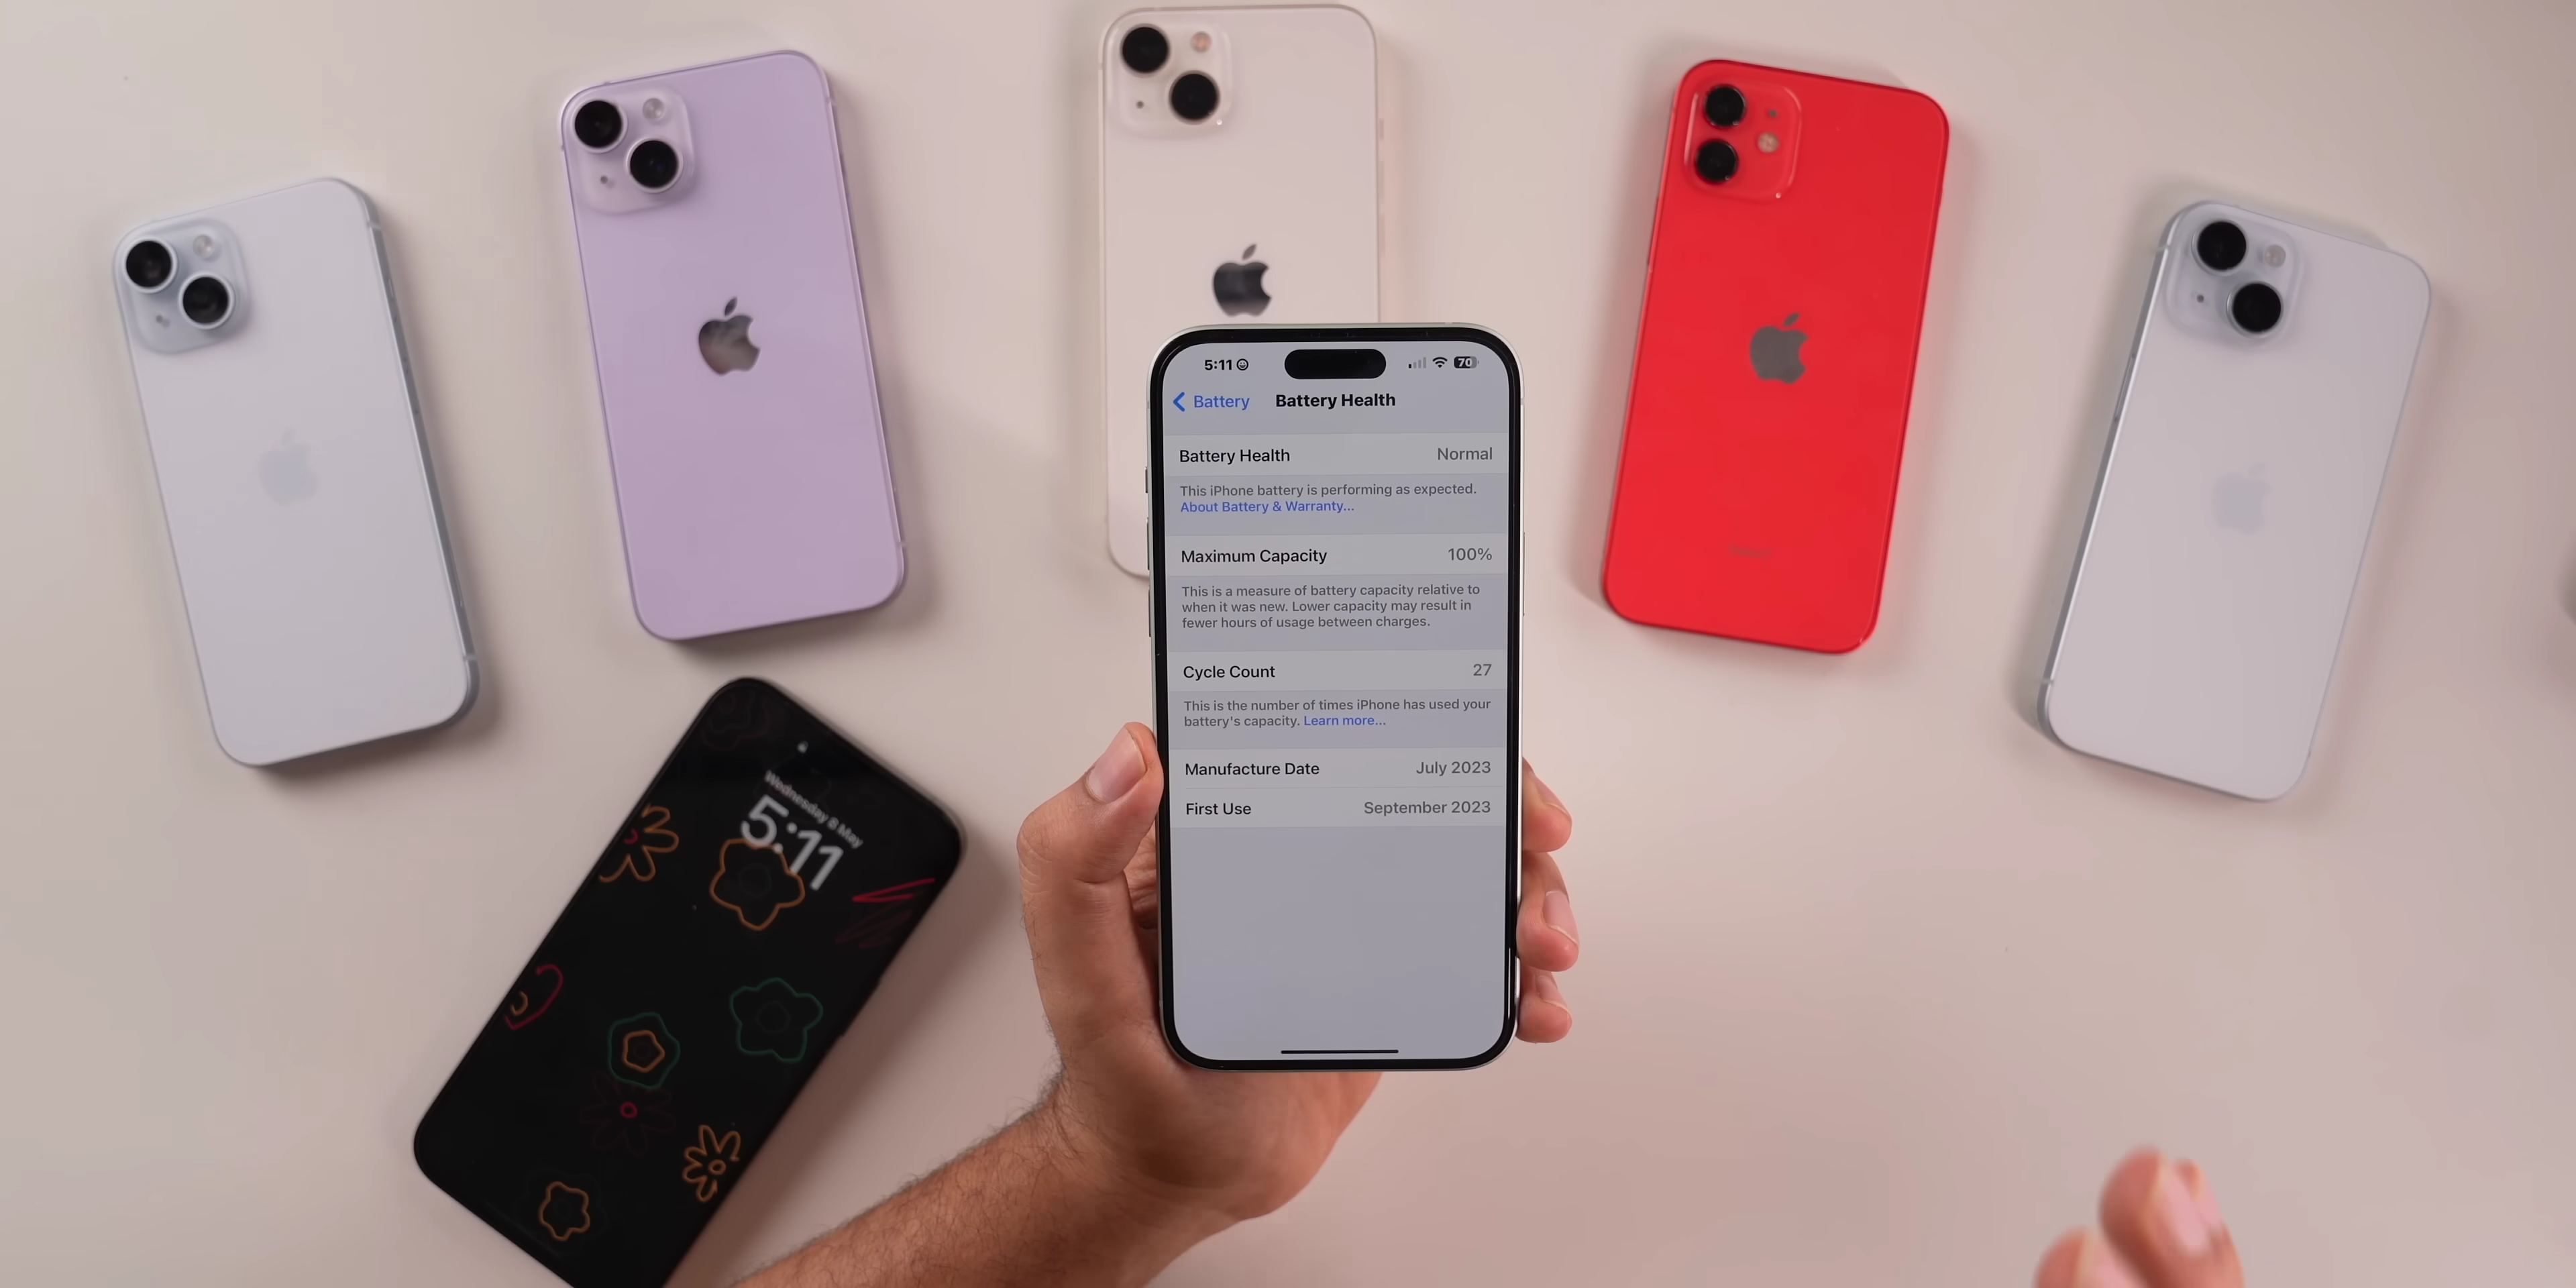 5:11
70
Battery
Battery Health
Battery Health
Normal
This iPhone battery is performing as expected.
About Battery & Warranty...
Maximum Capacity
100%
This is a measure of battery capacity relative to
when it was new. Lower capacity may result in
fewer hours of usage between charges.
Cycle Count
27
This is the number of times iPhone has used your
battery's capacity. Learn more...
Manufacture Date
July 2023
First Use
September 2023
Wednesday 8 May
5:11